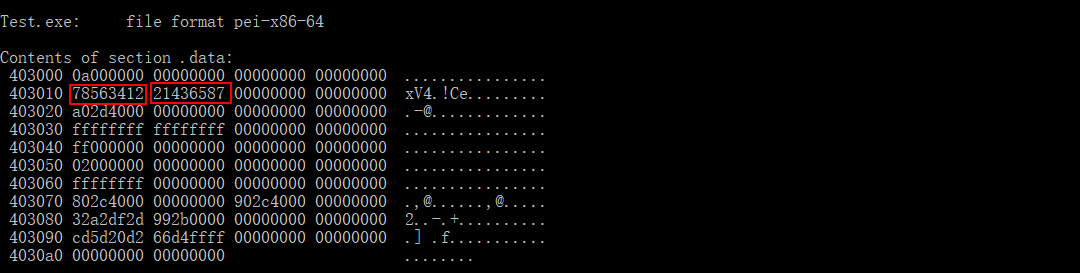 Test.exe:     file format pei-x86-64
Contents of section .data:
 403000 0a000000 00000000 00000000 00000000  ................
 403010 78563412 21436587 00000000 00000000  xV4.!Ce.........
 403020 a02d4000 00000000 00000000 00000000  .-@.............
 403030 ffffffff ffffffff 00000000 00000000  ................
 403040 ff000000 00000000 00000000 00000000  ................
 403050 02000000 00000000 00000000 00000000  ................
 403060 ffffffff 00000000 00000000 00000000  ................
 403070 802c4000 00000000 902c4000 00000000  .,@......,@.....
 403080 32a2df2d 992b0000 00000000 00000000  2..-.+..........
 403090 cd5d20d2 66d4ffff 00000000 00000000  .] .f...........
 4030a0 00000000 00000000                    ........